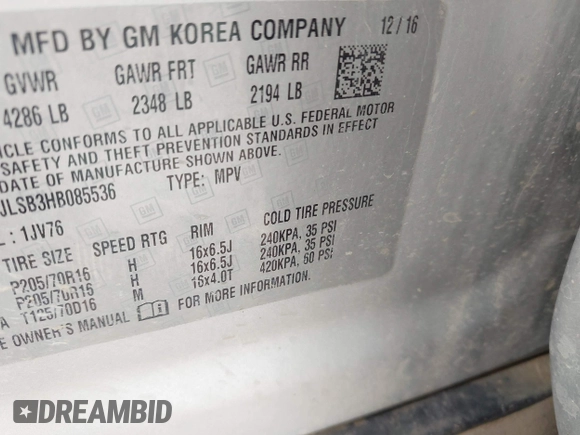 MFD BY GM KOREA COMPANY 12/16
GVWR GAWR FRT GAWR RR
4286 LB 2348 LB 2194 LB
ICLE CONFORMS TO ALL APPLICABLE U.S. FEDERAL MOTOR
SAFETY AND THEFT PREVENTION STANDARDS IN EFFECT
DATE OF MANUFACTURE SHOWN ABOVE.
JLSB3HB085536 TYPE: MPV
L : 1JV76
TIRE SIZE SPEED RTG RIM COLD TIRE PRESSURE
P205/70R16 H 16x6.5J 240KPA, 35 PSI
P205/70R16 H 16x6.5J 240KPA, 35 PSI
A T125/70D16 M 16x4.0T 420KPA, 60 PSI
E OWNER'S MANUAL FOR MORE INFORMATION.
GM
DREAMBID